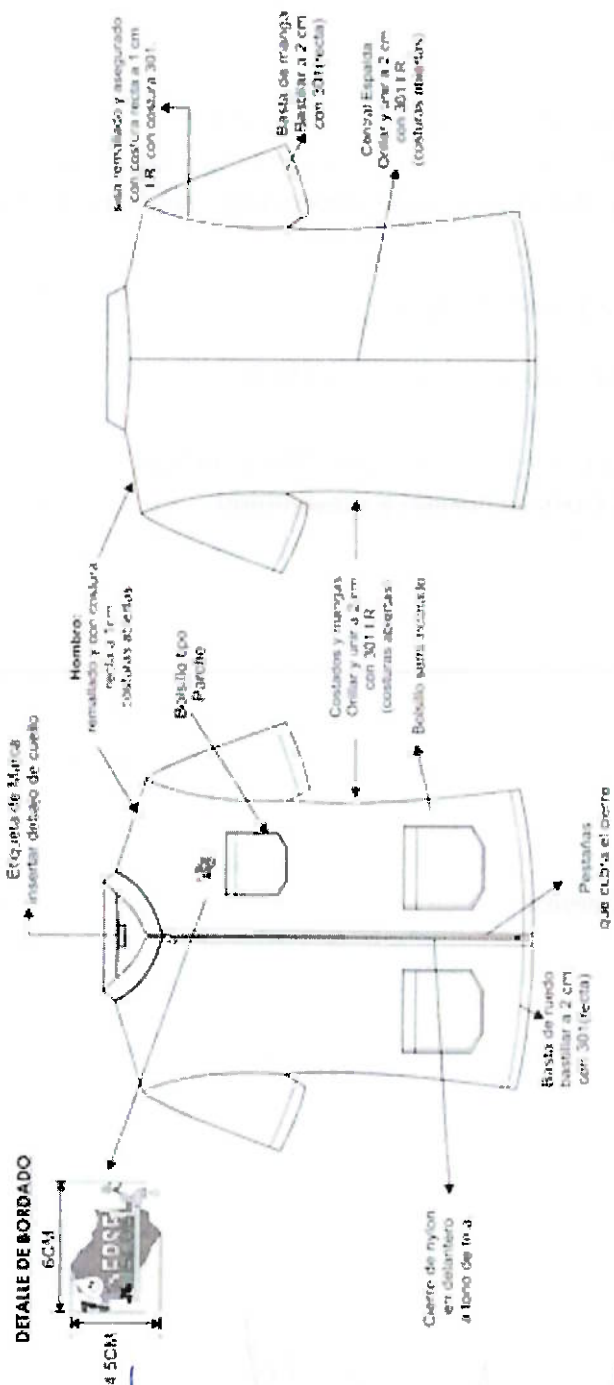 DETALLE DE BORDADO
6CM
4.5CM
Etiqueta de Marca
insertar debajo de cuello
Hombro:
remallado y con costura
recta a 1cm
costuras abiertas
Bolsillo tipo
Parche
Costados y mangas
Orillar y unir a 2 cm
con 301 I R
(costuras abiertas)
Bolsillo
Pestañas
que cubra el cierre
Basta de ruedo
bastillar a 2 cm
con 301(recta)
Cierre de nylon
en delantero
a tono de tela
remallado y asegurado
con costura recta a 1 cm
I R con costura 301.
Basta de manga
Bastillar a 2 cm
con 301(recta)
Central Espalda
Orillar y unir a 2 cm
con 301 I R
(costuras abiertas)